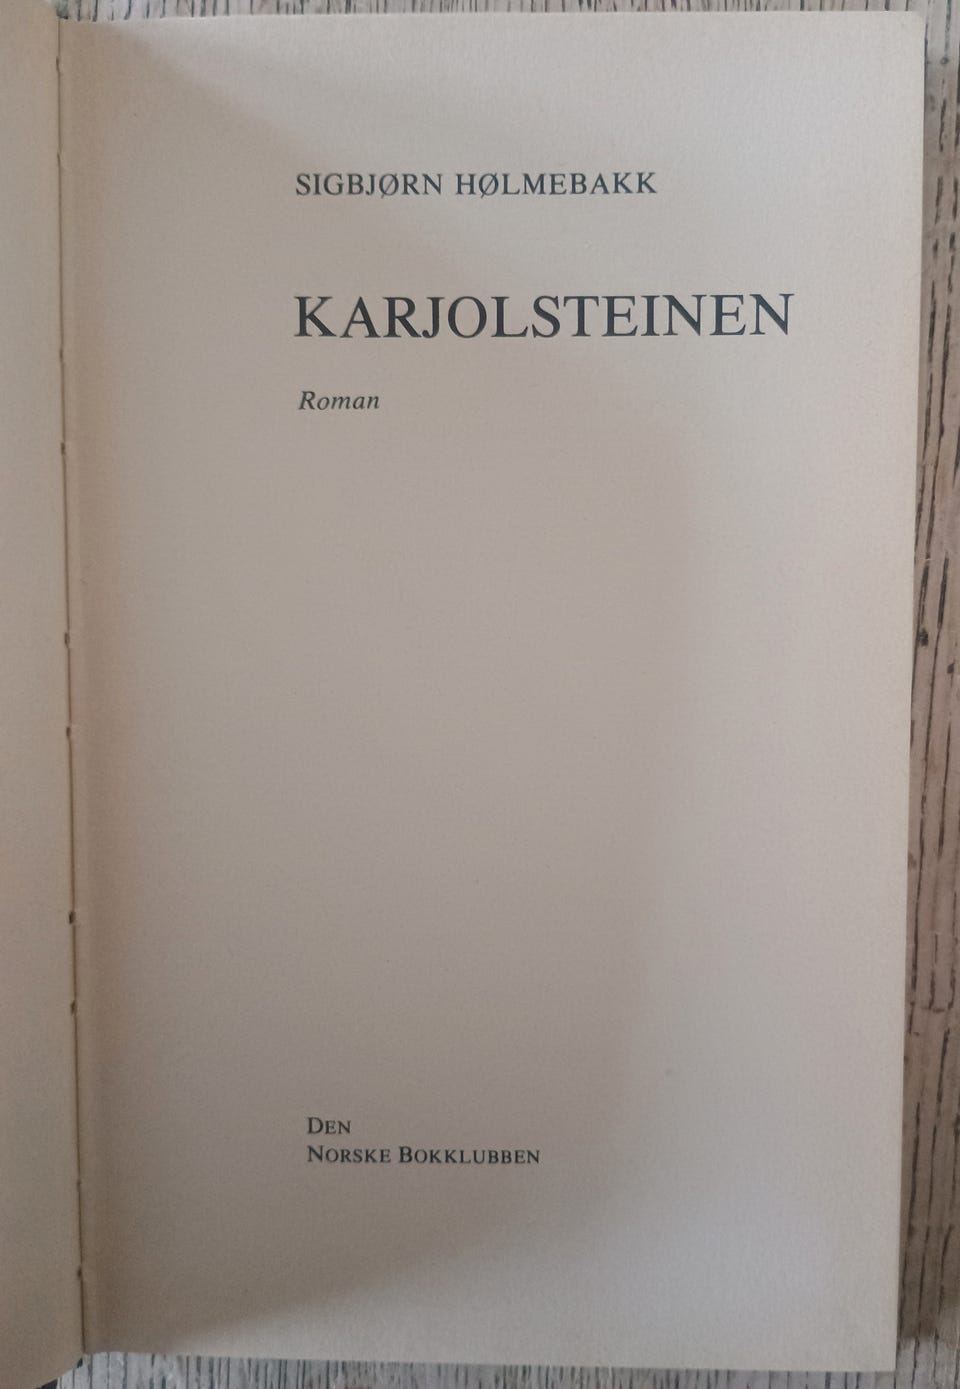 SIGBJØRN HØLMEBAKK
KARJOLSTEINEN
Roman
DEN
NORSKE BOKKLUBBEN